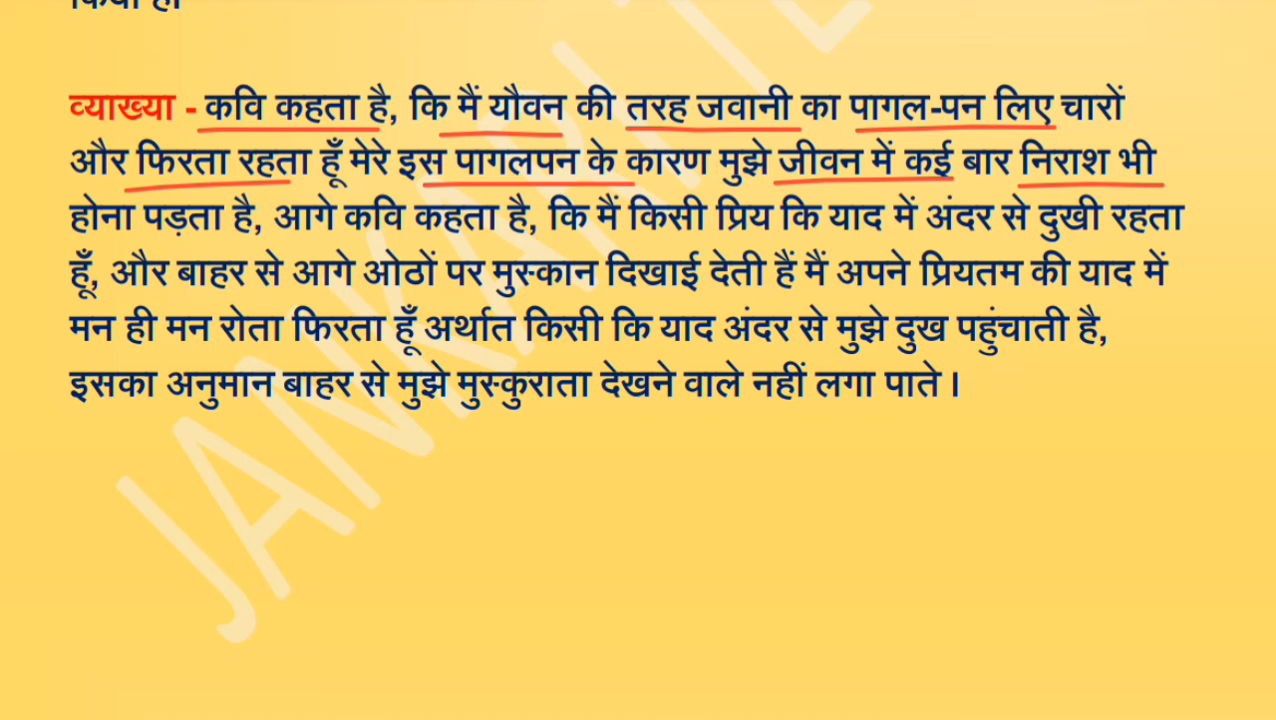 व्याख्या - कवि कहता है, कि मैं यौवन की तरह जवानी का पागल-पन लिए चारों
और फिरता रहता हूँ मेरे इस पागलपन के कारण मुझे जीवन में कई बार निराश भी
होना पड़ता है, आगे कवि कहता है, कि मैं किसी प्रिय कि याद में अंदर से दुखी रहता
हूँ, और बाहर से आगे ओठों पर मुस्कान दिखाई देती हैं मैं अपने प्रियतम की याद में
मन ही मन रोता फिरता हूँ अर्थात किसी कि याद अंदर से मुझे दुख पहुंचाती है,
इसका अनुमान बाहर से मुझे मुस्कुराता देखने वाले नहीं लगा पाते ।